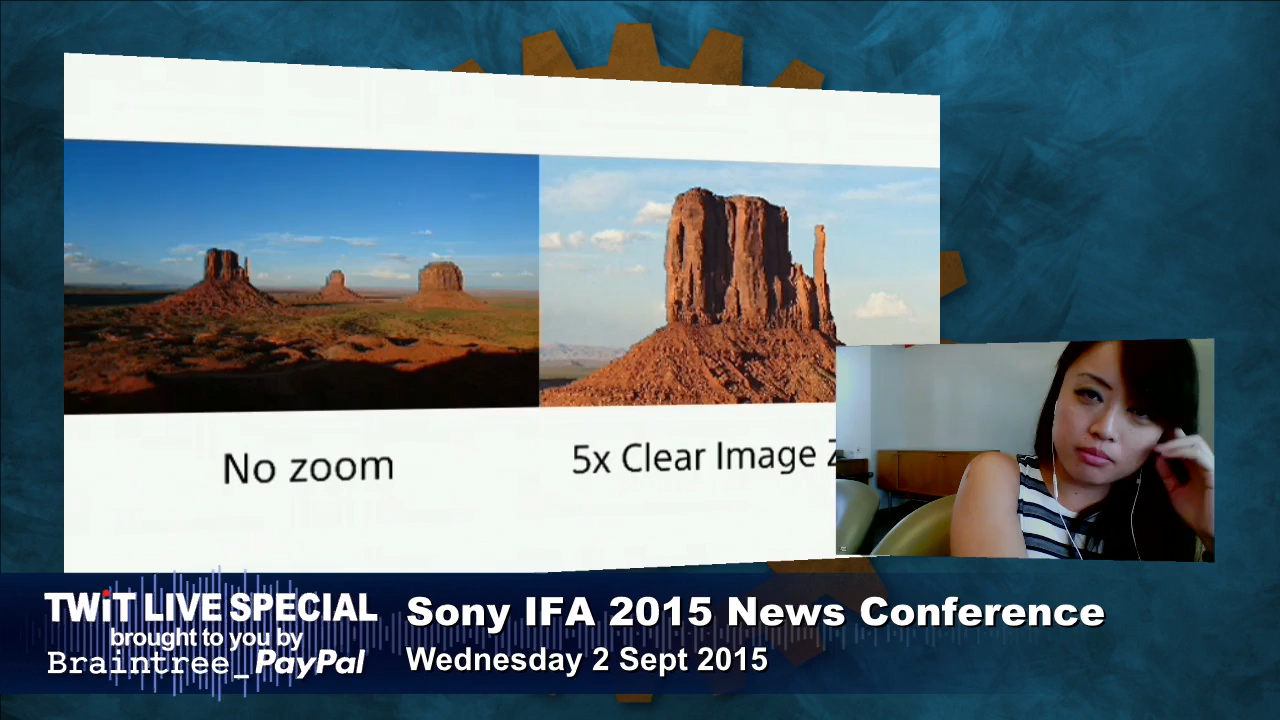 No zoom
5x Clear Image
TWiT LIVE SPECIAL
brought to you by
Braintree_PayPal
Sony IFA 2015 News Conference
Wednesday 2 Sept 2015